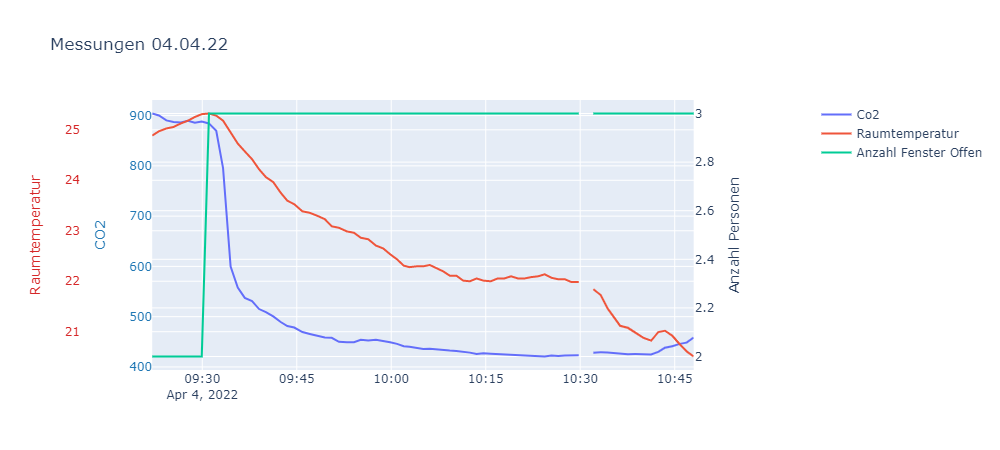 Messungen 04.04.22
Raumtemperatur
25
24
23
22
21
CO2
900
800
700
600
500
400
09:30
Apr 4, 2022
09:45
10:00
10:15
10:30
10:45
3
2.8
2.6
2.4
2.2
2
Anzahl Personen
Co2
Raumtemperatur
Anzahl Fenster Offen